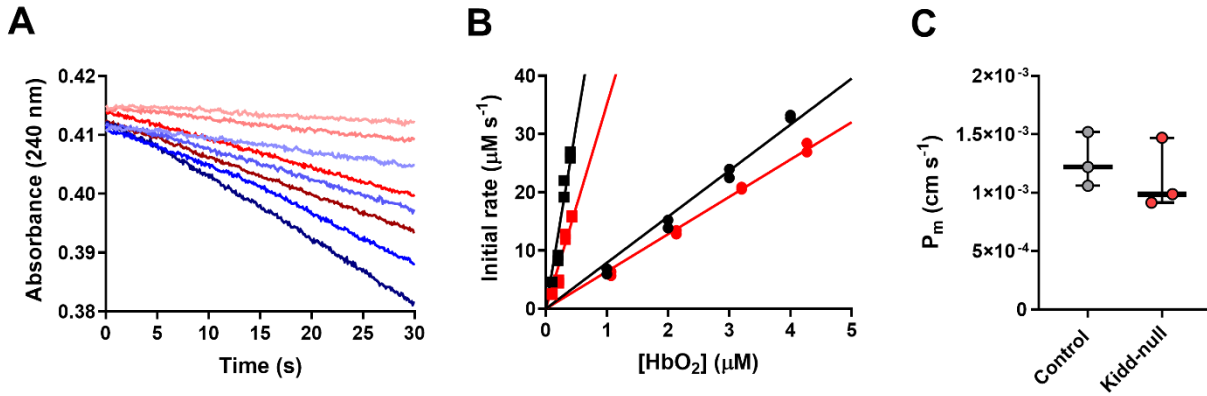 A
Absorbance (240 nm)
0.42
0.41
0.40
0.39
0.38
0
5
10
15
20
25
30
Time (s)
B
Initial rate (μM s⁻¹)
40
30
20
10
0
0
1
2
3
4
5
[HbO₂] (μM)
C
Pₘ (cm s⁻¹)
2×10⁻³
1.5×10⁻³
1×10⁻³
5×10⁻⁴
0
Control
Kidd-null